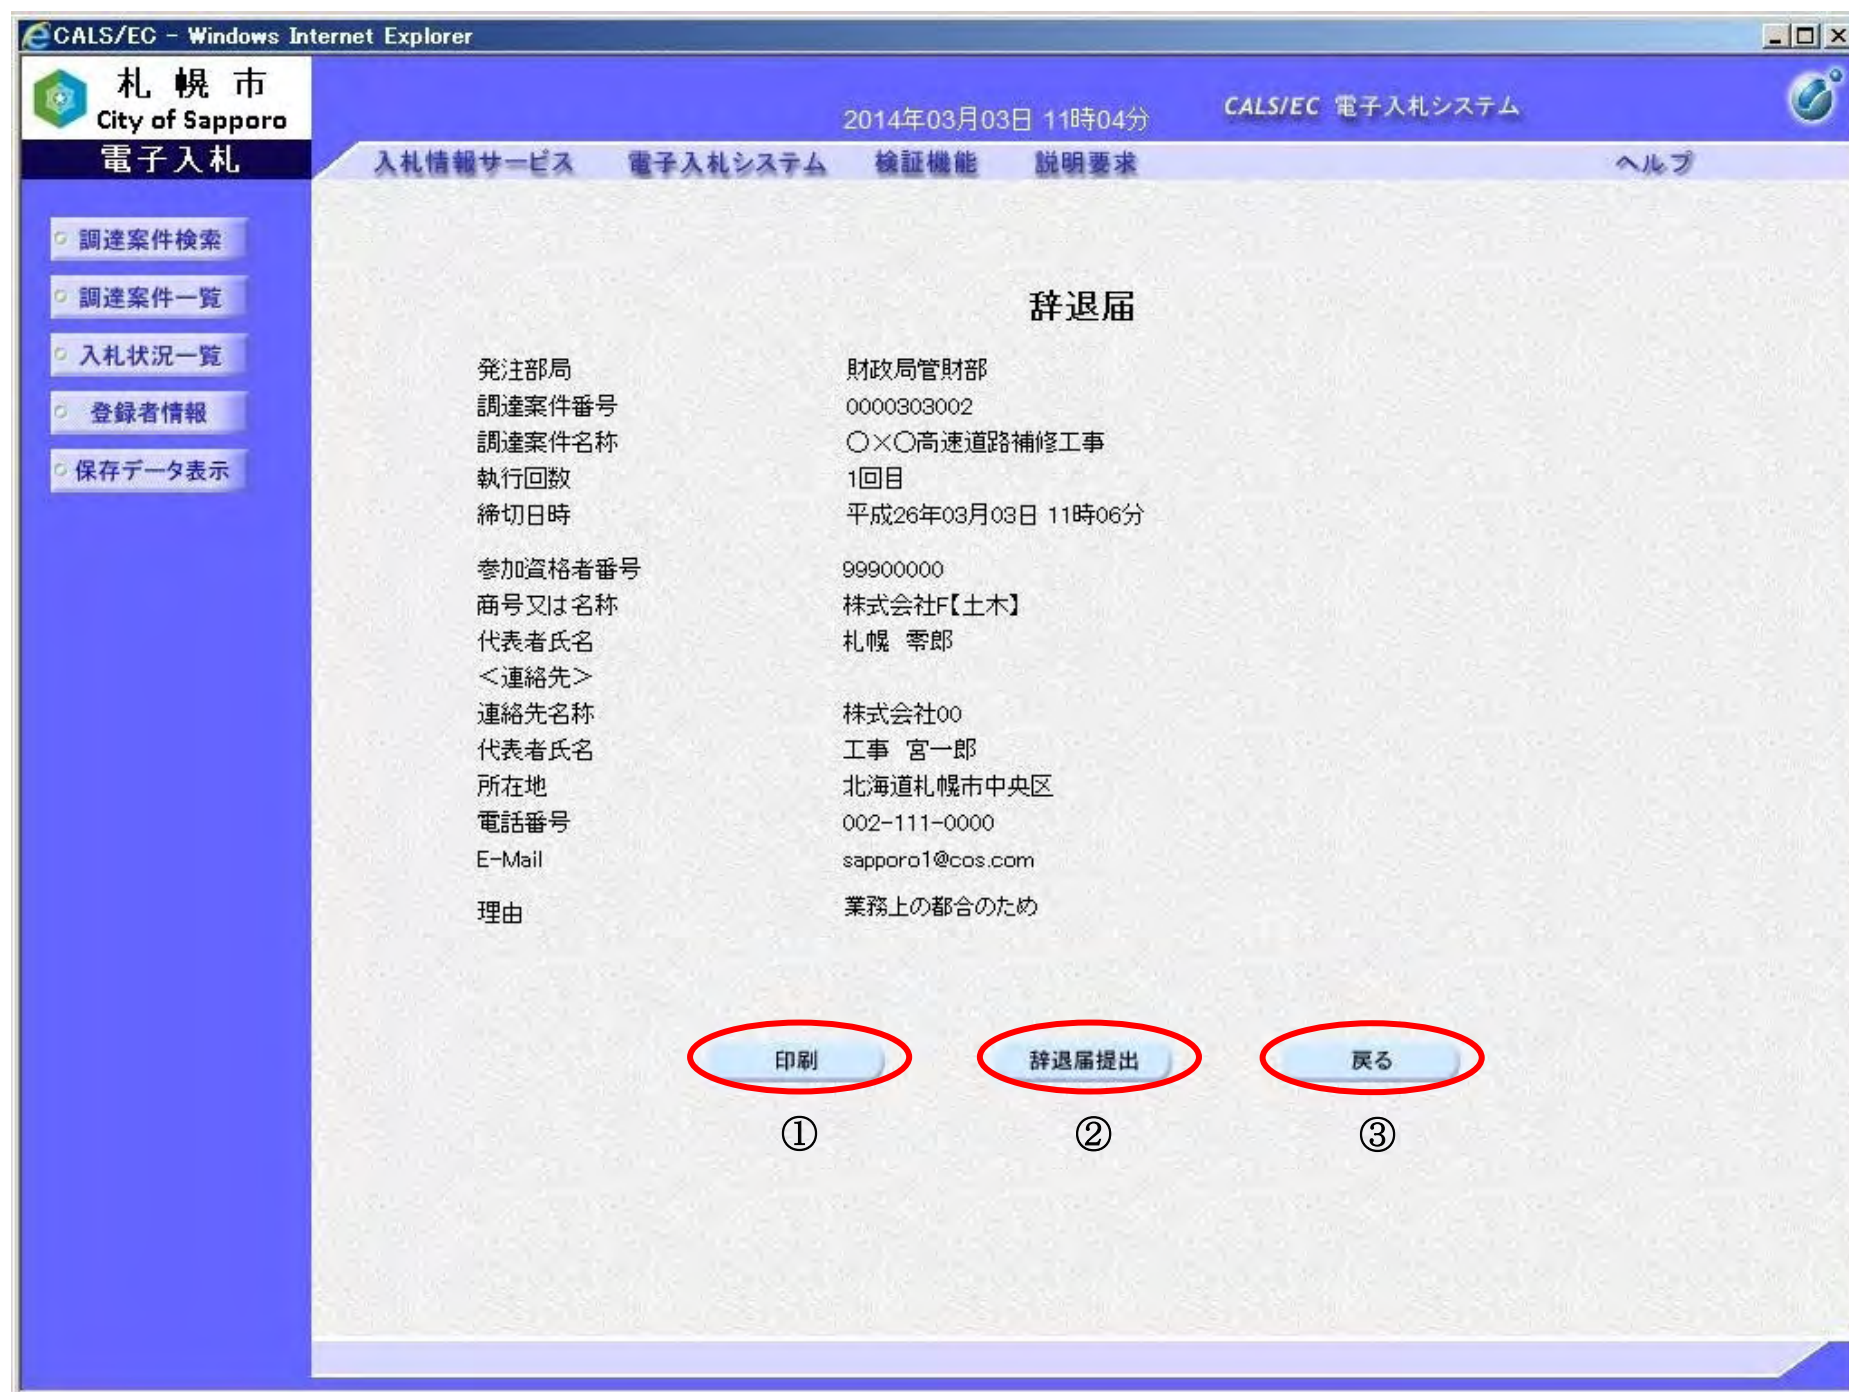 CALS/EC - Windows Internet Explorer
札幌市
City of Sapporo
2014年03月03日 11時04分
CALS/EC 電子入札システム
電子入札
入札情報サービス 電子入札システム 検証機能 説明要求 ヘルプ
調達案件検索
調達案件一覧
入札状況一覧
登録者情報
保存データ表示
辞退届
発注部局 財政局管財部
調達案件番号 0000303002
調達案件名称 〇×〇高速道路補修工事
執行回数 1回目
締切日時 平成26年03月03日 11時06分
参加資格者番号 99900000
商号又は名称 株式会社F【土木】
代表者氏名 札幌 零郎
<連絡先>
連絡先名称 株式会社00
代表者氏名 工事 宮一郎
所在地 北海道札幌市中央区
電話番号 002-111-0000
E-Mail sapporo1@cos.com
理由 業務上の都合のため
印刷 辞退届提出 戻る
① ② ③